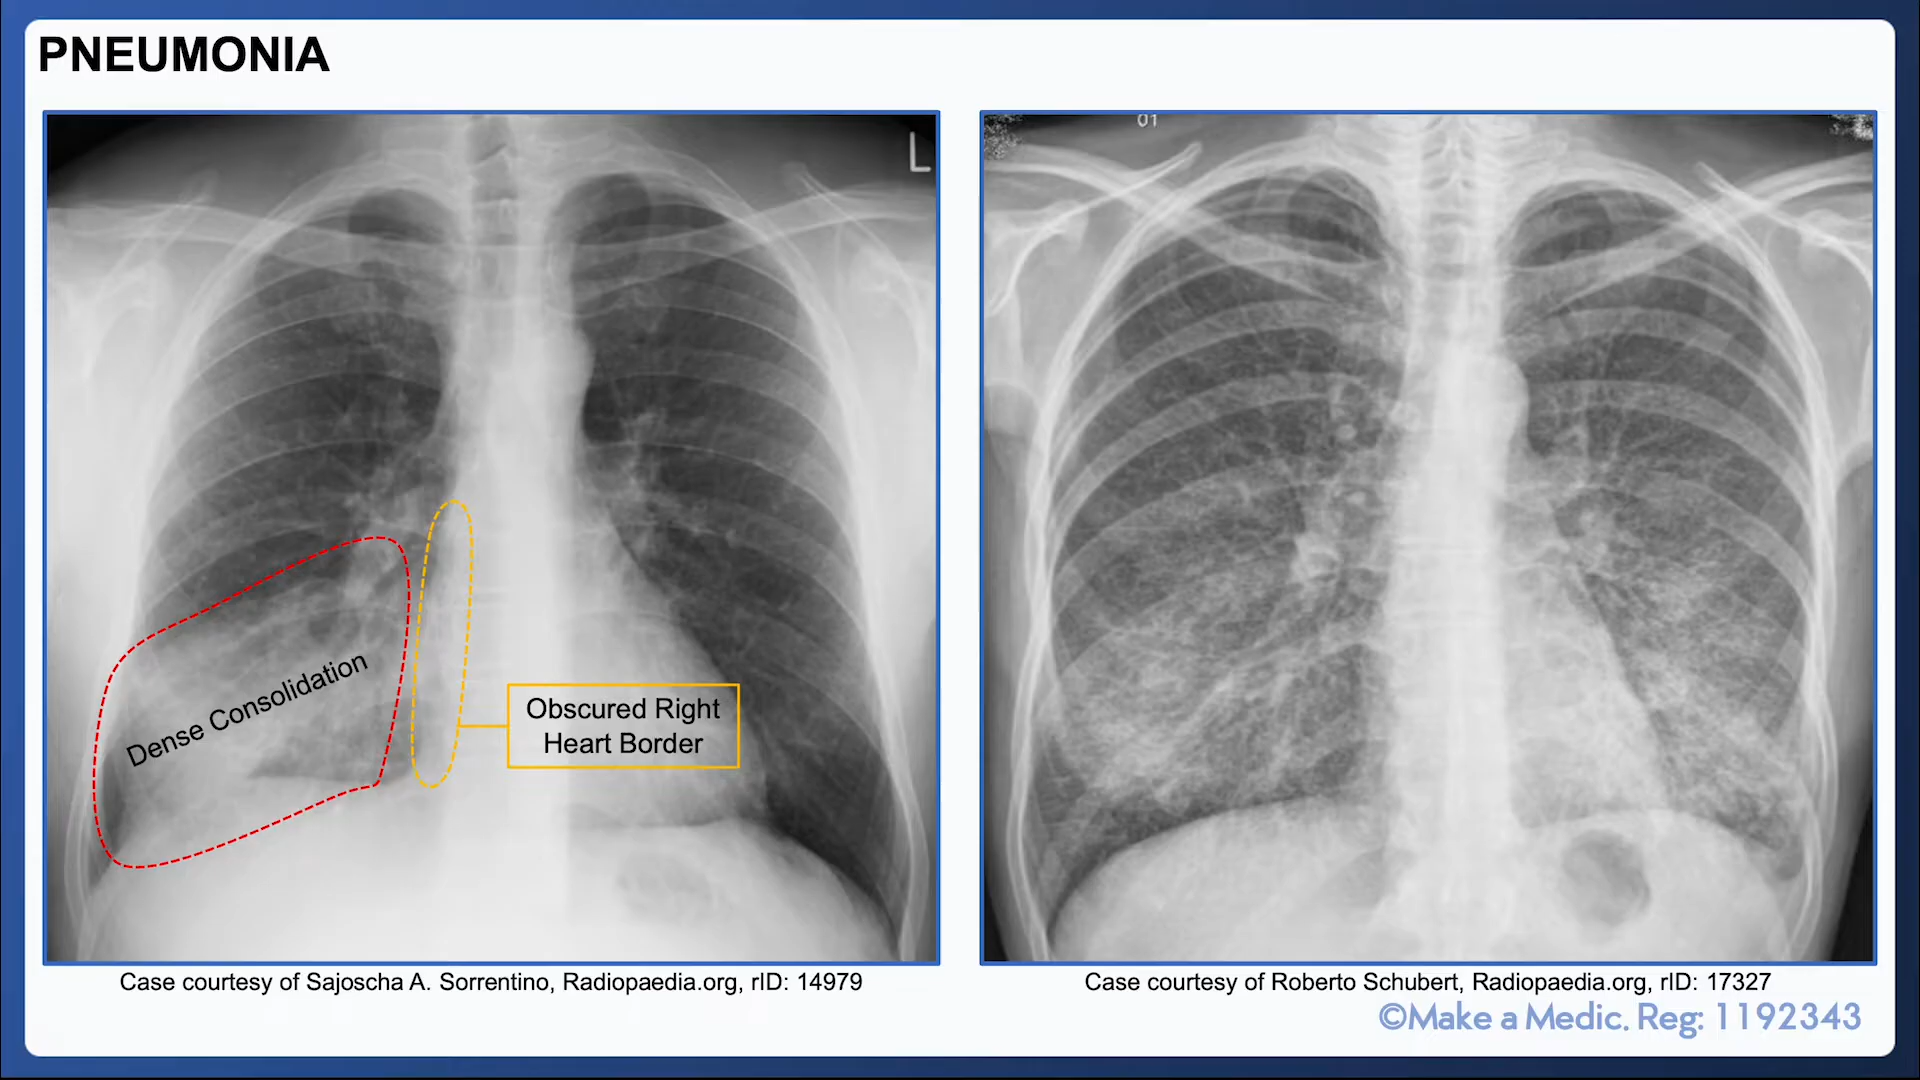 PNEUMONIA
L
Dense Consolidation
Obscured Right
Heart Border
Case courtesy of Sajoscha A. Sorrentino, Radiopaedia.org, rID: 14979
01
Case courtesy of Roberto Schubert, Radiopaedia.org, rID: 17327
©Make a Medic. Reg: 1192343